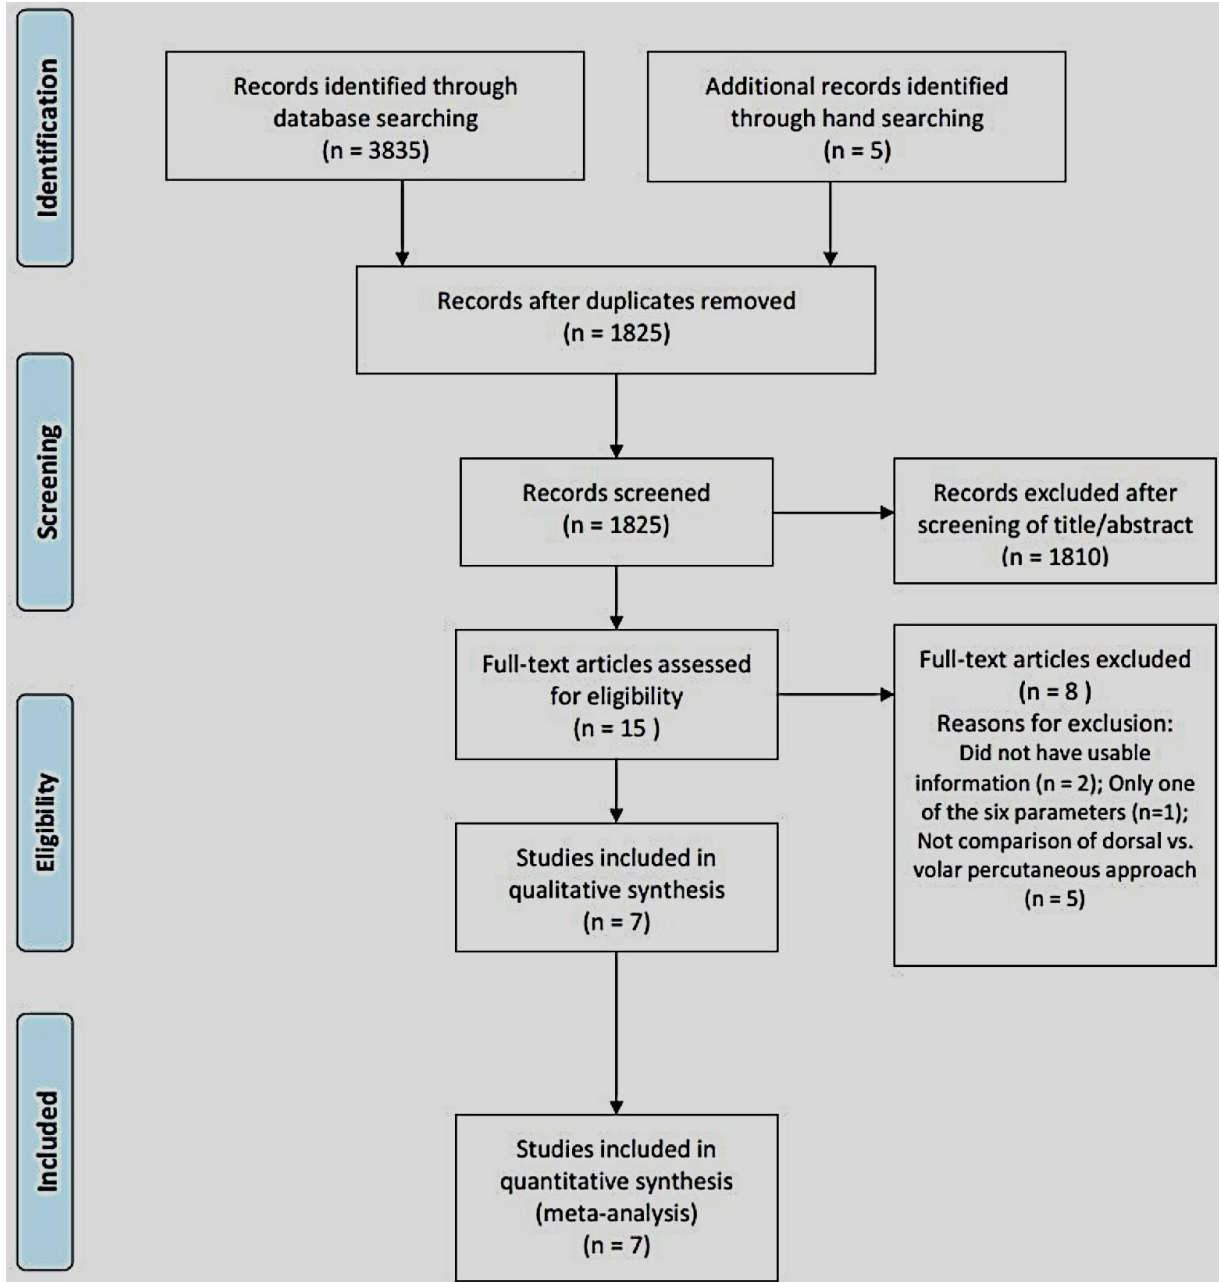 Identification
Records identified through
database searching
(n = 3835)
Additional records identified
through hand searching
(n = 5)
Records after duplicates removed
(n = 1825)
Screening
Records screened
(n = 1825)
Records excluded after
screening of title/abstract
(n = 1810)
Eligibility
Full-text articles assessed
for eligibility
(n = 15 )
Full-text articles excluded
(n = 8 )
Reasons for exclusion:
Did not have usable
information (n = 2); Only one
of the six parameters (n=1);
Not comparison of dorsal vs.
volar percutaneous approach
(n = 5)
Studies included in
qualitative synthesis
(n = 7)
Included
Studies included in
quantitative synthesis
(meta-analysis)
(n = 7)